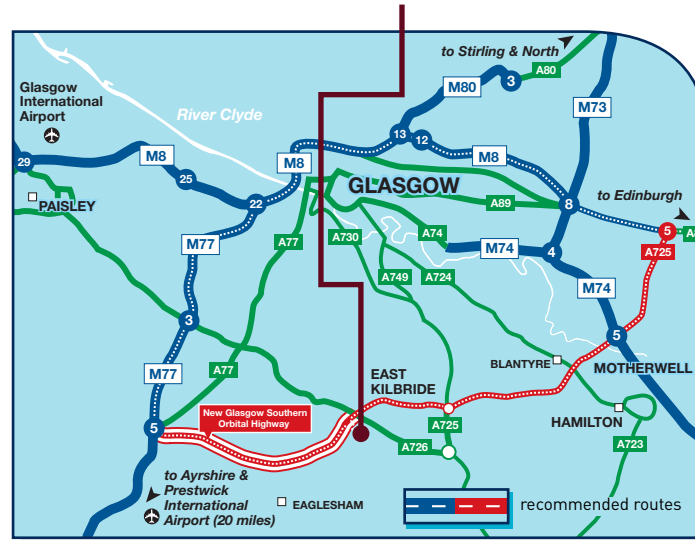 to Stirling & North
A80
3
M80
M73
Glasgow
International
Airport
River Clyde
13
12
M8
M8
29
M8
25
22
PAISLEY
GLASGOW
A89
8
to Edinburgh
5
A8
A725
M77
A77
A730
A74
M74
4
A749
A724
M74
3
5
M77
A77
EAST
KILBRIDE
BLANTYRE
MOTHERWELL
New Glasgow Southern
Orbital Highway
5
A725
A726
HAMILTON
A723
to Ayrshire &
Prestwick
International
Airport (20 miles)
EAGLESHAM
recommended routes